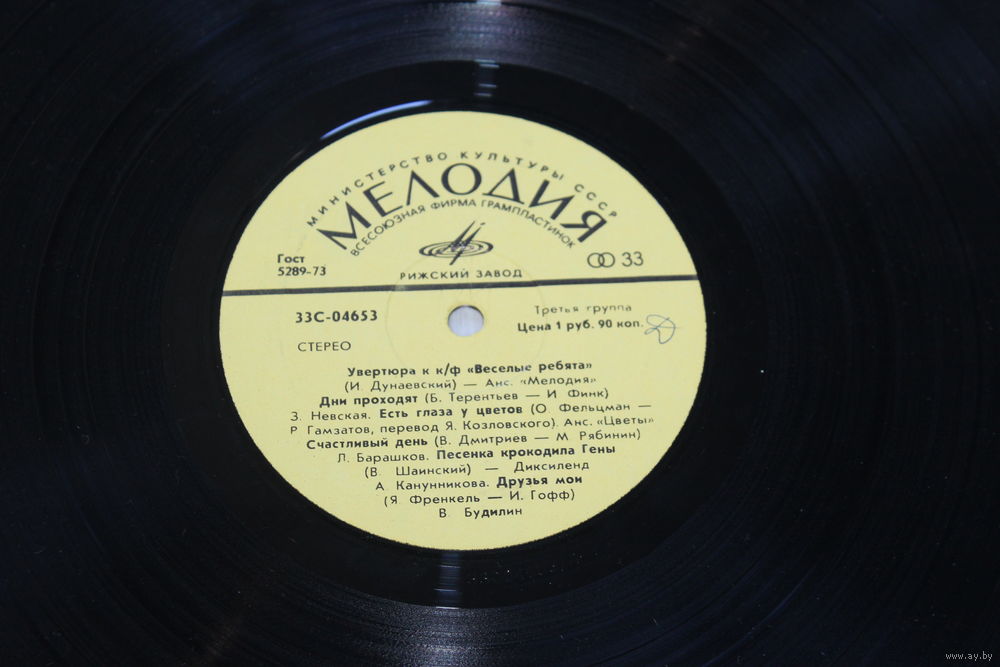 МИНИСТЕРСТВО КУЛЬТУРЫ СССР
МЕЛОДИЯ
ВСЕСОЮЗНАЯ ФИРМА ГРАМПЛАСТИНОК
Гост
5289-73
РИЖСКИЙ ЗАВОД
33
33С-04653
Третья группа
Цена 1 руб. 90 коп.
СТЕРЕО
Увертюра к к/ф «Веселые ребята»
(И. Дунаевский) — Анс. «Мелодия»
Дни проходят (Б. Терентьев — И Финк)
З. Невская. Есть глаза у цветов (О. Фельцман —
Р Гамзатов, перевод Я. Козловского). Анс. «Цветы»
Счастливый день (В. Дмитриев — М. Рябинин)
Л. Барашков. Песенка крокодила Гены
(В. Шаинский) — Диксиленд
А. Канунникова. Друзья мои
(Я. Френкель — И. Гофф)
В. Будилин
www.ay.by